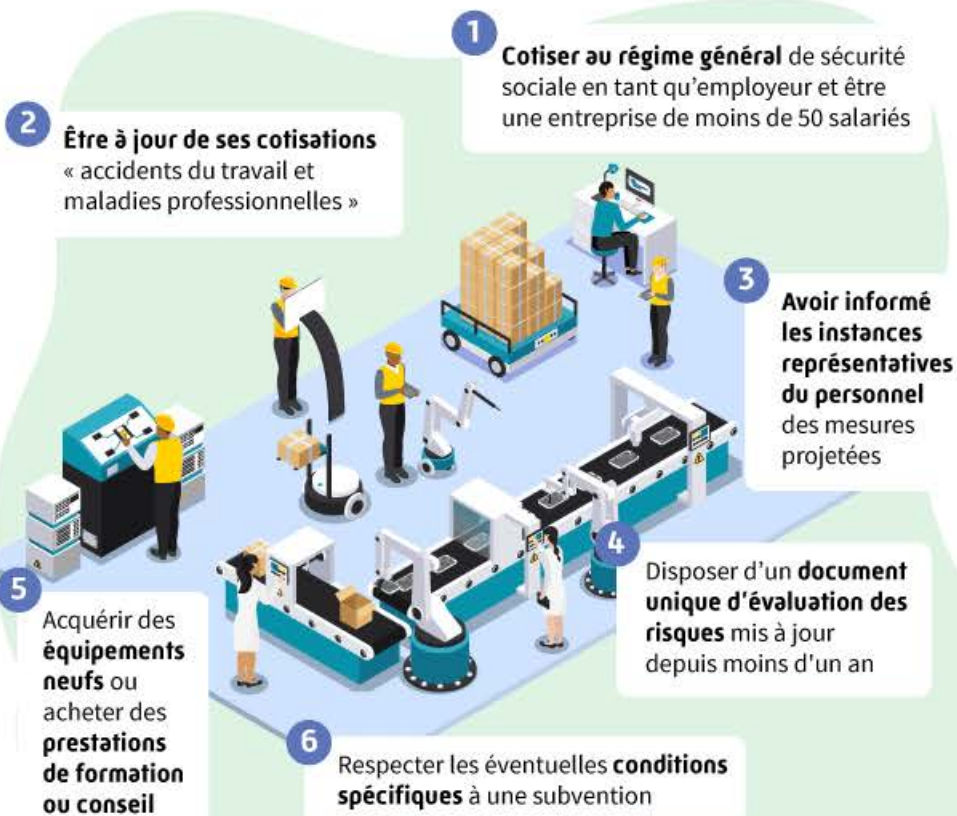 1
Cotiser au régime général de sécurité
sociale en tant qu'employeur et être
une entreprise de moins de 50 salariés
2
Être à jour de ses cotisations
« accidents du travail et
maladies professionnelles »
3
Avoir informé
les instances
représentatives
du personnel
des mesures
projetées
4
Disposer d'un document
unique d'évaluation des
risques mis à jour
depuis moins d'un an
5
Acquérir des
équipements
neufs ou
acheter des
prestations
de formation
ou conseil
6
Respecter les éventuelles conditions
spécifiques à une subvention